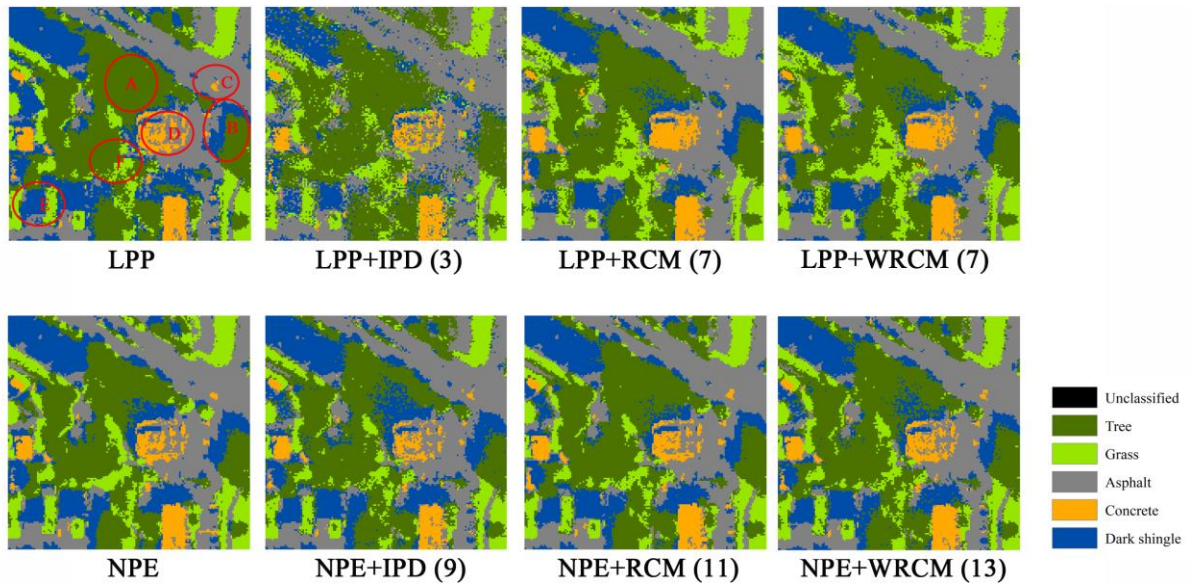 A
C
B
D
F
E
LPP
LPP+IPD (3)
LPP+RCM (7)
LPP+WRCM (7)
NPE
NPE+IPD (9)
NPE+RCM (11)
NPE+WRCM (13)
Unclassified
Tree
Grass
Asphalt
Concrete
Dark shingle